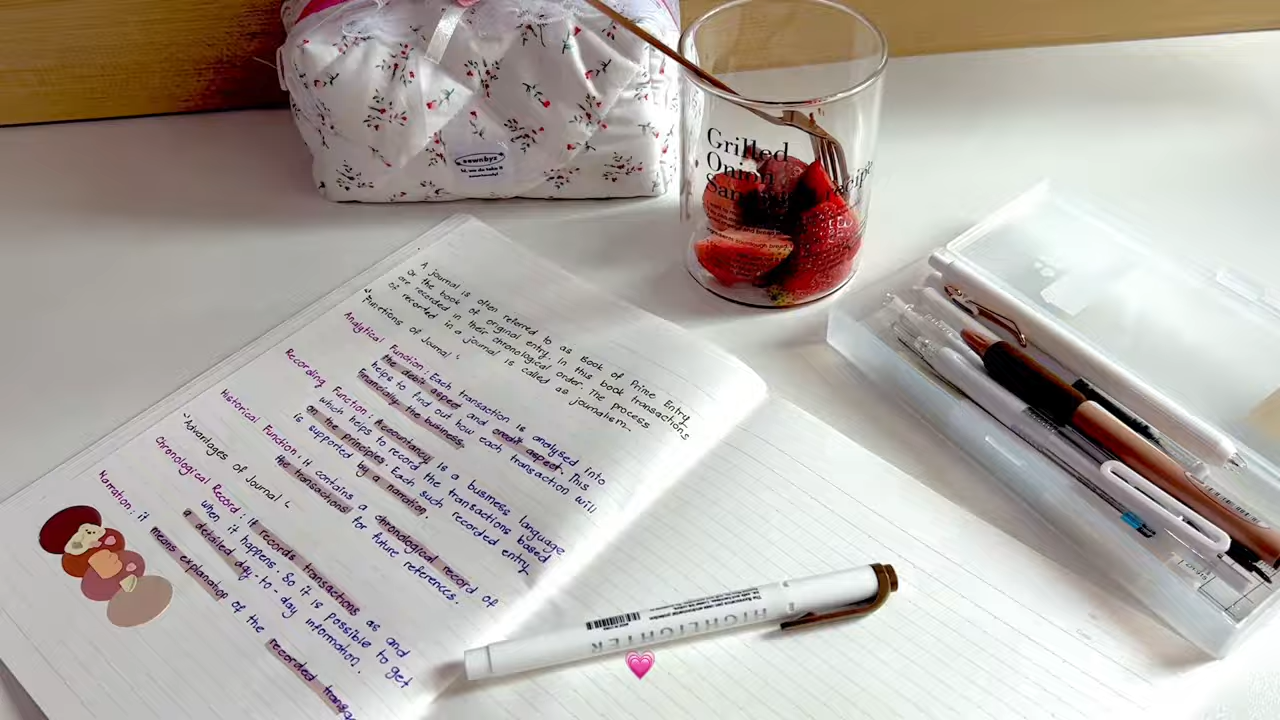 sewnbyz
Grilled
Onion
San
recipe
A journal is often referred to as Book of Prime Entry
Or the book of original entry. In this book transactions
are recorded in their chronological order. The process
of recorded in a journal is called as journalism.
Functions of Journal
Analytical Function: Each transaction is analysed into
the debit aspect and credit aspect. This
helps to find out how each transaction will
financially the business.
Recording Function: Accountancy is a business language
which helps to record the transactions based
on the principles. Each such recorded entry
is supported by a narration.
Historical Function: It contains a chronological record of
the transactions for future references.
Advantages of Journal
Chronological Record: It records transactions as and
when it happens. So it is possible to get
a detailed day-to-day information.
Narration: it means explanation of the recorded
HIGHLIGHTER